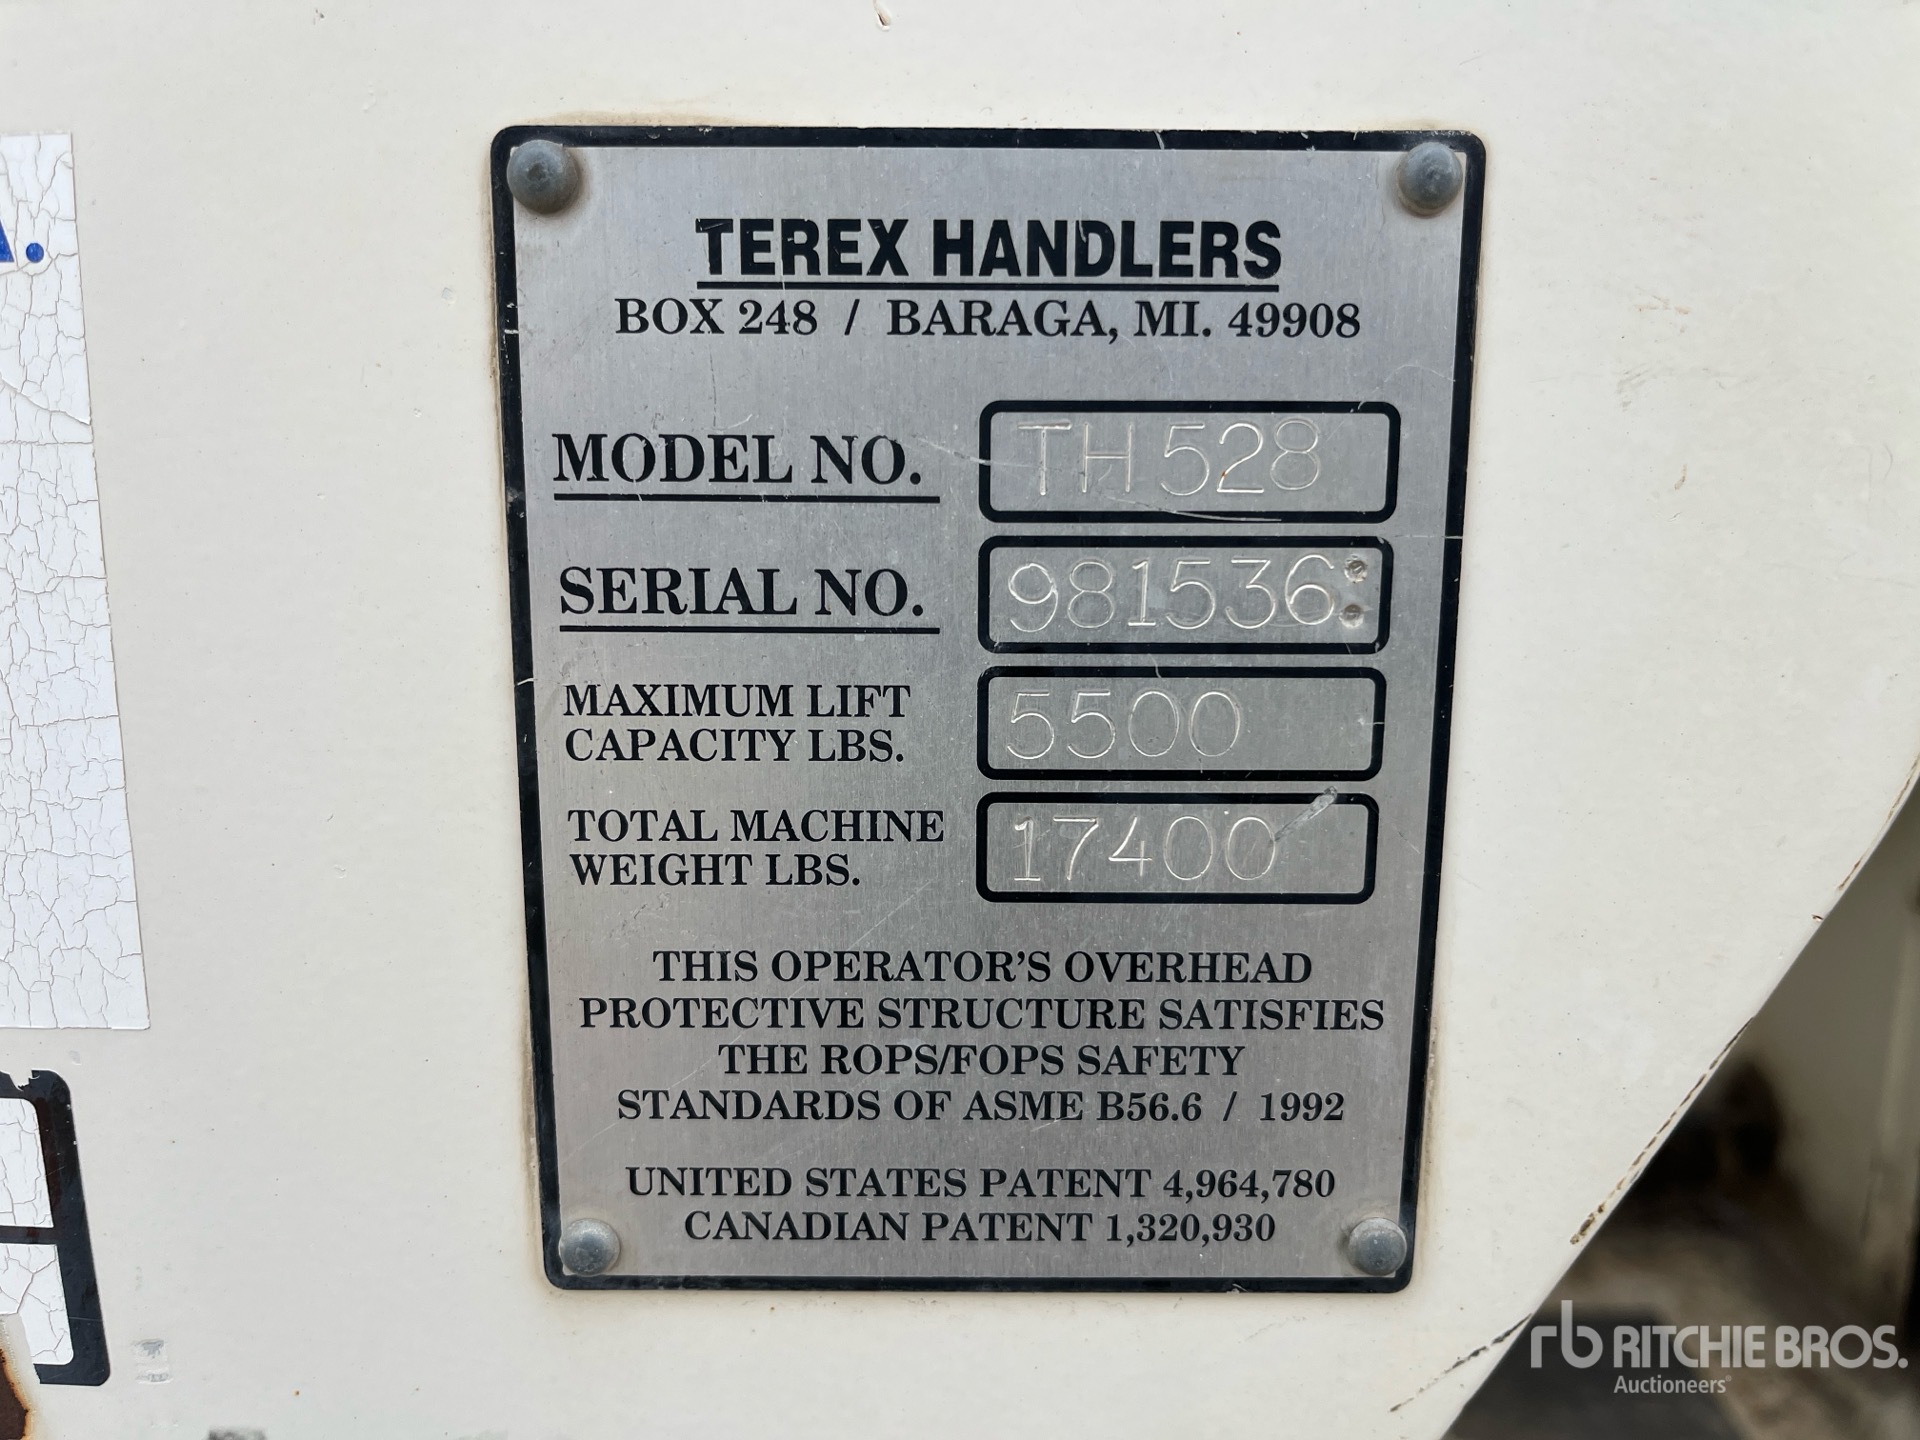 A.
TEREX HANDLERS
BOX 248 / BARAGA, MI. 49908
MODEL NO. TH528
SERIAL NO. 981536:
MAXIMUM LIFT
CAPACITY LBS. 5500
TOTAL MACHINE
WEIGHT LBS. 17400
THIS OPERATOR'S OVERHEAD
PROTECTIVE STRUCTURE SATISFIES
THE ROPS/FOPS SAFETY
STANDARDS OF ASME B56.6 / 1992
UNITED STATES PATENT 4,964,780
CANADIAN PATENT 1,320,930
rb RITCHIE BROS.
Auctioneers